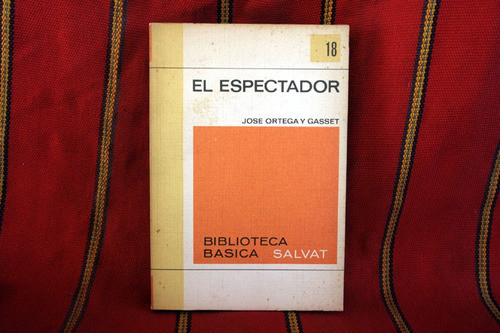 18
EL ESPECTADOR
JOSE ORTEGA Y GASSET
BIBLIOTECA
BASICA SALVAT